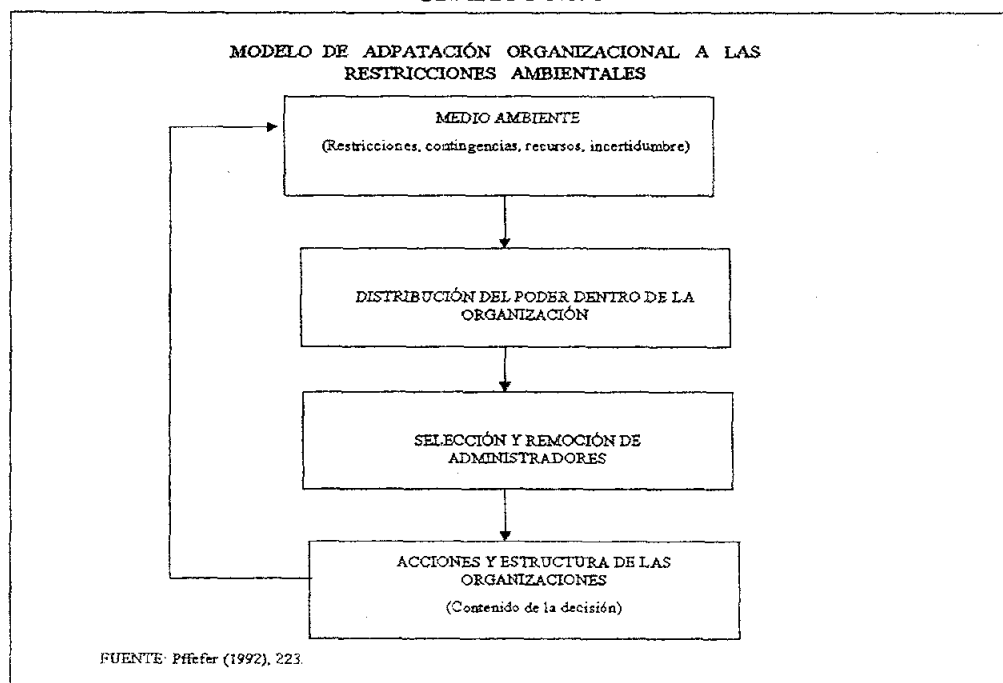 MODELO DE ADPATACIÓN ORGANIZACIONAL A LAS
RESTRICCIONES AMBIENTALES
MEDIO AMBIENTE
(Restricciones, contingencias, recursos, incertidumbre)
DISTRIBUCIÓN DEL PODER DENTRO DE LA
ORGANIZACIÓN
SELECCIÓN Y REMOCIÓN DE
ADMINISTRADORES
ACCIONES Y ESTRUCTURA DE LAS
ORGANIZACIONES
(Contenido de la decisión)
FUENTE: Pffefer (1992), 223.